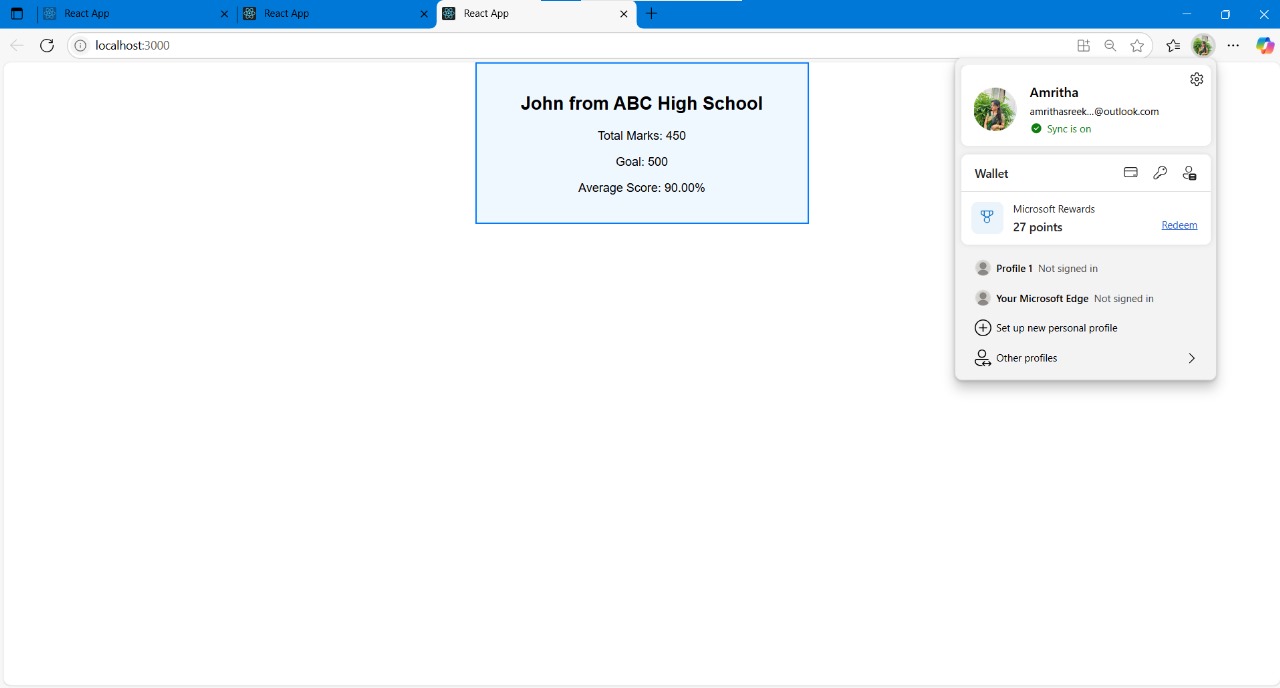 React App
React App
React App
localhost:3000
John from ABC High School
Total Marks: 450
Goal: 500
Average Score: 90.00%
Amritha
amrithasreek...@outlook.com
Sync is on
Wallet
Microsoft Rewards
27 points
Redeem
Profile 1 Not signed in
Your Microsoft Edge Not signed in
Set up new personal profile
Other profiles